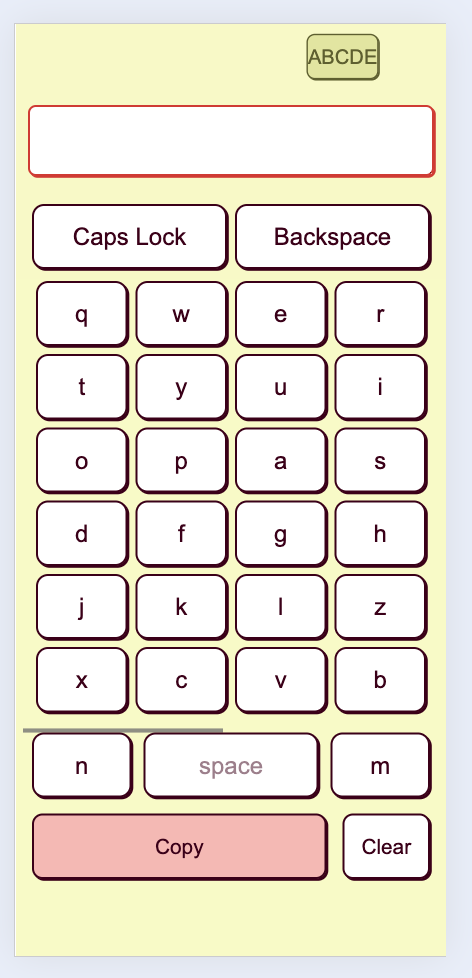 ABCDE
Caps Lock Backspace
q w e r
t y u i
o p a s
d f g h
j k l z
x c v b
n space m
Copy Clear